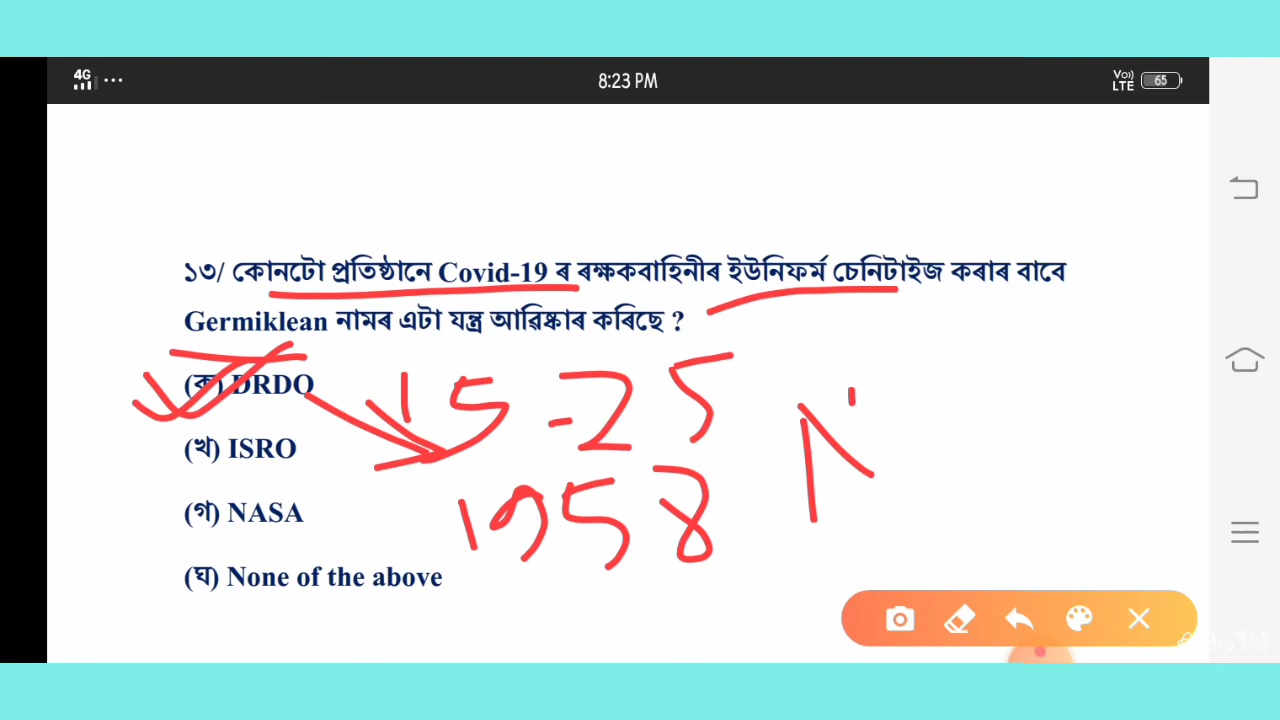 4G
8:23 PM
Vo)) LTE
65
১৩/ কোনটো প্ৰতিষ্ঠানে Covid-19 ৰ ৰক্ষকবাহিনীৰ ইউনিফৰ্ম চেনিটাইজ কৰাৰ বাবে
Germiklean নামৰ এটা যন্ত্ৰ আৱিষ্কাৰ কৰিছে ?
(ক) DRDO
15-25
(খ) ISRO
1958
(গ) NASA
(ঘ) None of the above